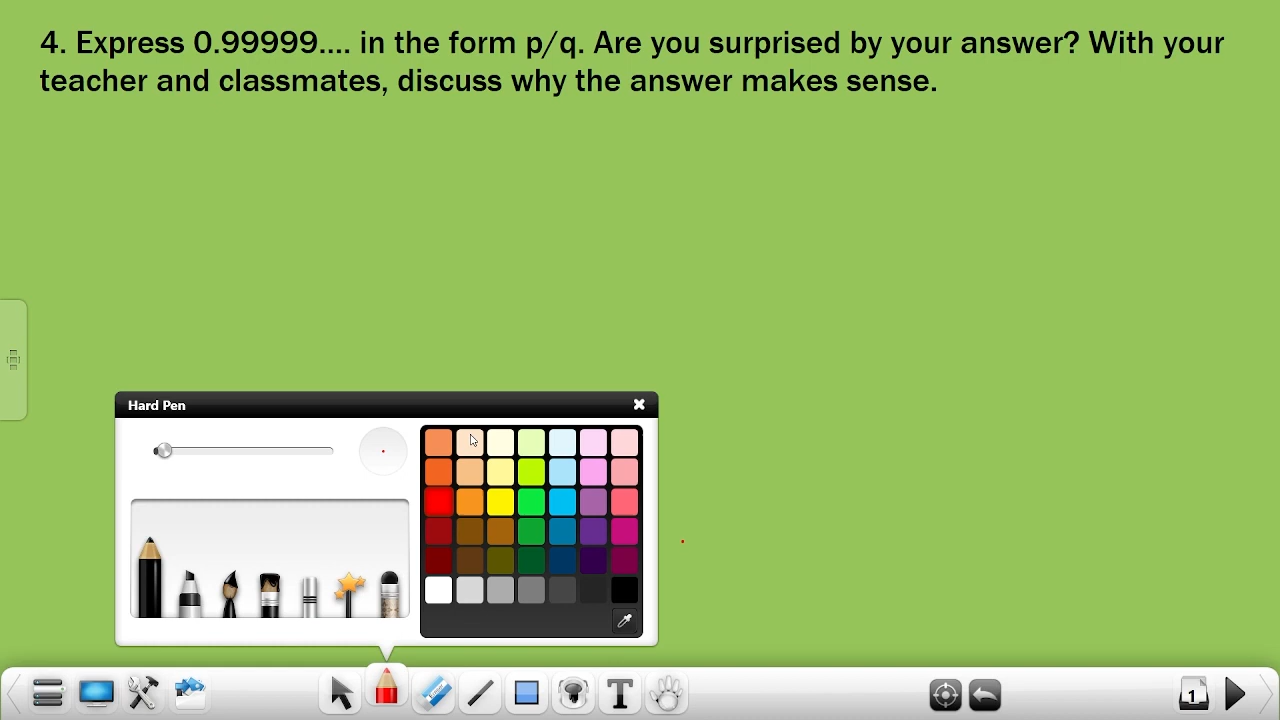 4. Express 0.99999.... in the form p/q. Are you surprised by your answer? With your
teacher and classmates, discuss why the answer makes sense.
Hard Pen
T
1